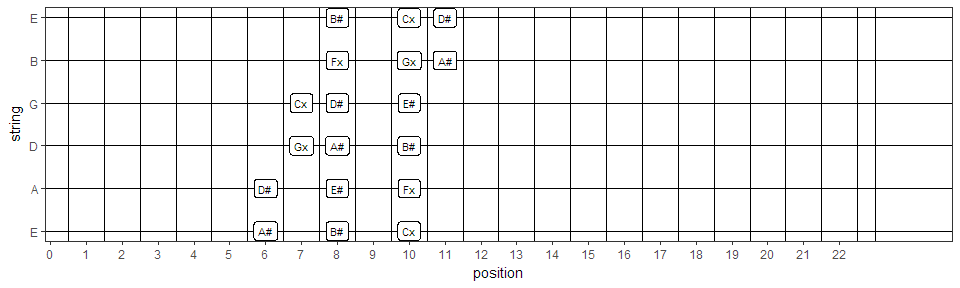 E B# Cx D#
B Fx Gx A#
G Cx D# E#
D Gx A# B#
A D# E# Fx
E A# B# Cx
0 1 2 3 4 5 6 7 8 9 10 11 12 13 14 15 16 17 18 19 20 21 22
position
string